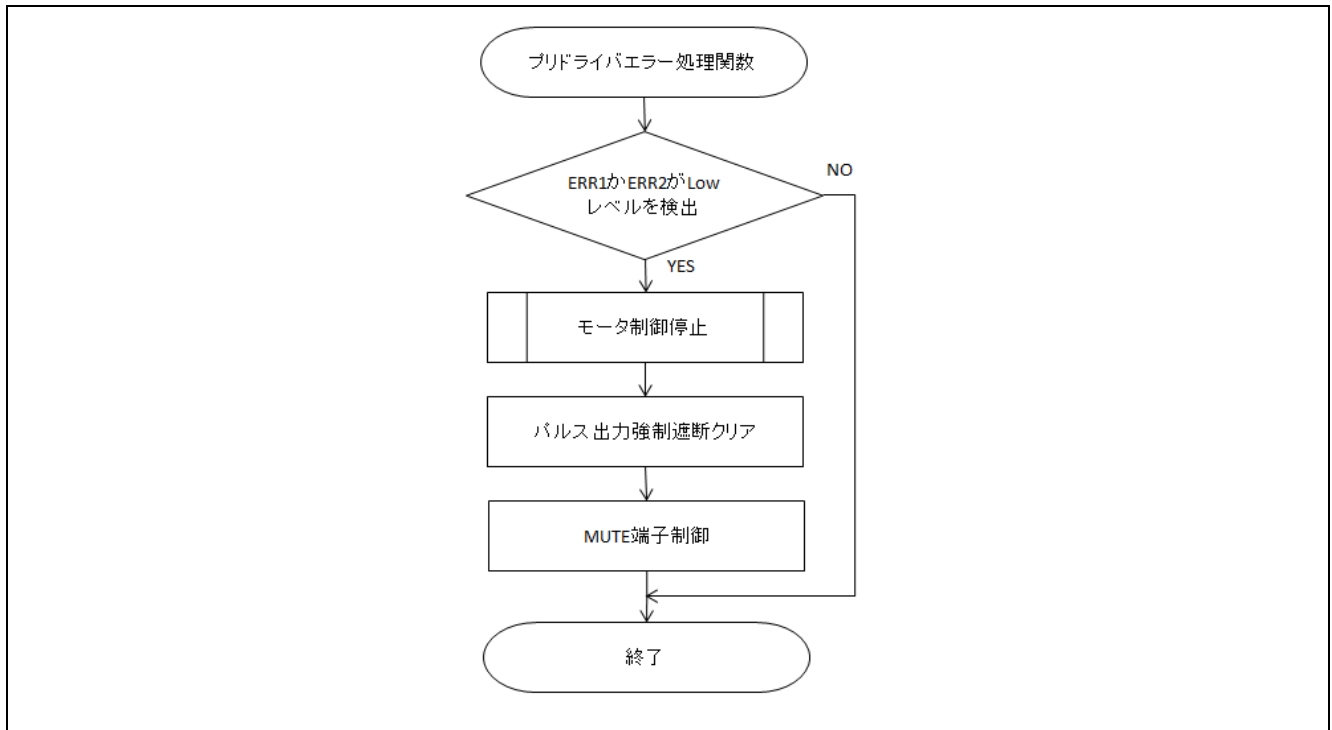 プリドライバエラー処理関数
ERR1かERR2がLow
レベルを検出
NO
YES
モータ制御停止
パルス出力強制遮断クリア
MUTE端子制御
終了